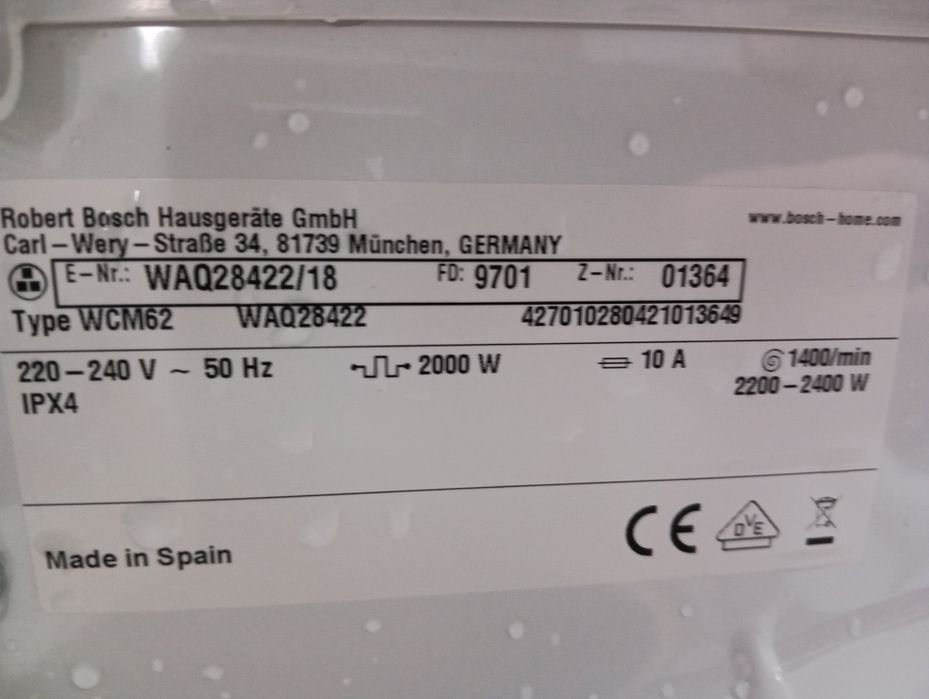 Robert Bosch Hausgeräte GmbH www.bosch-home.com
Carl-Wery-Straße 34, 81739 München, GERMANY
E-Nr.: WAQ28422/18 FD: 9701 Z-Nr.: 01364
Type WCM62 WAQ28422 427010280421013649
220-240 V ~ 50 Hz 2000 W 10 A 1400/min
IPX4 2200-2400 W
Made in Spain CE DVE